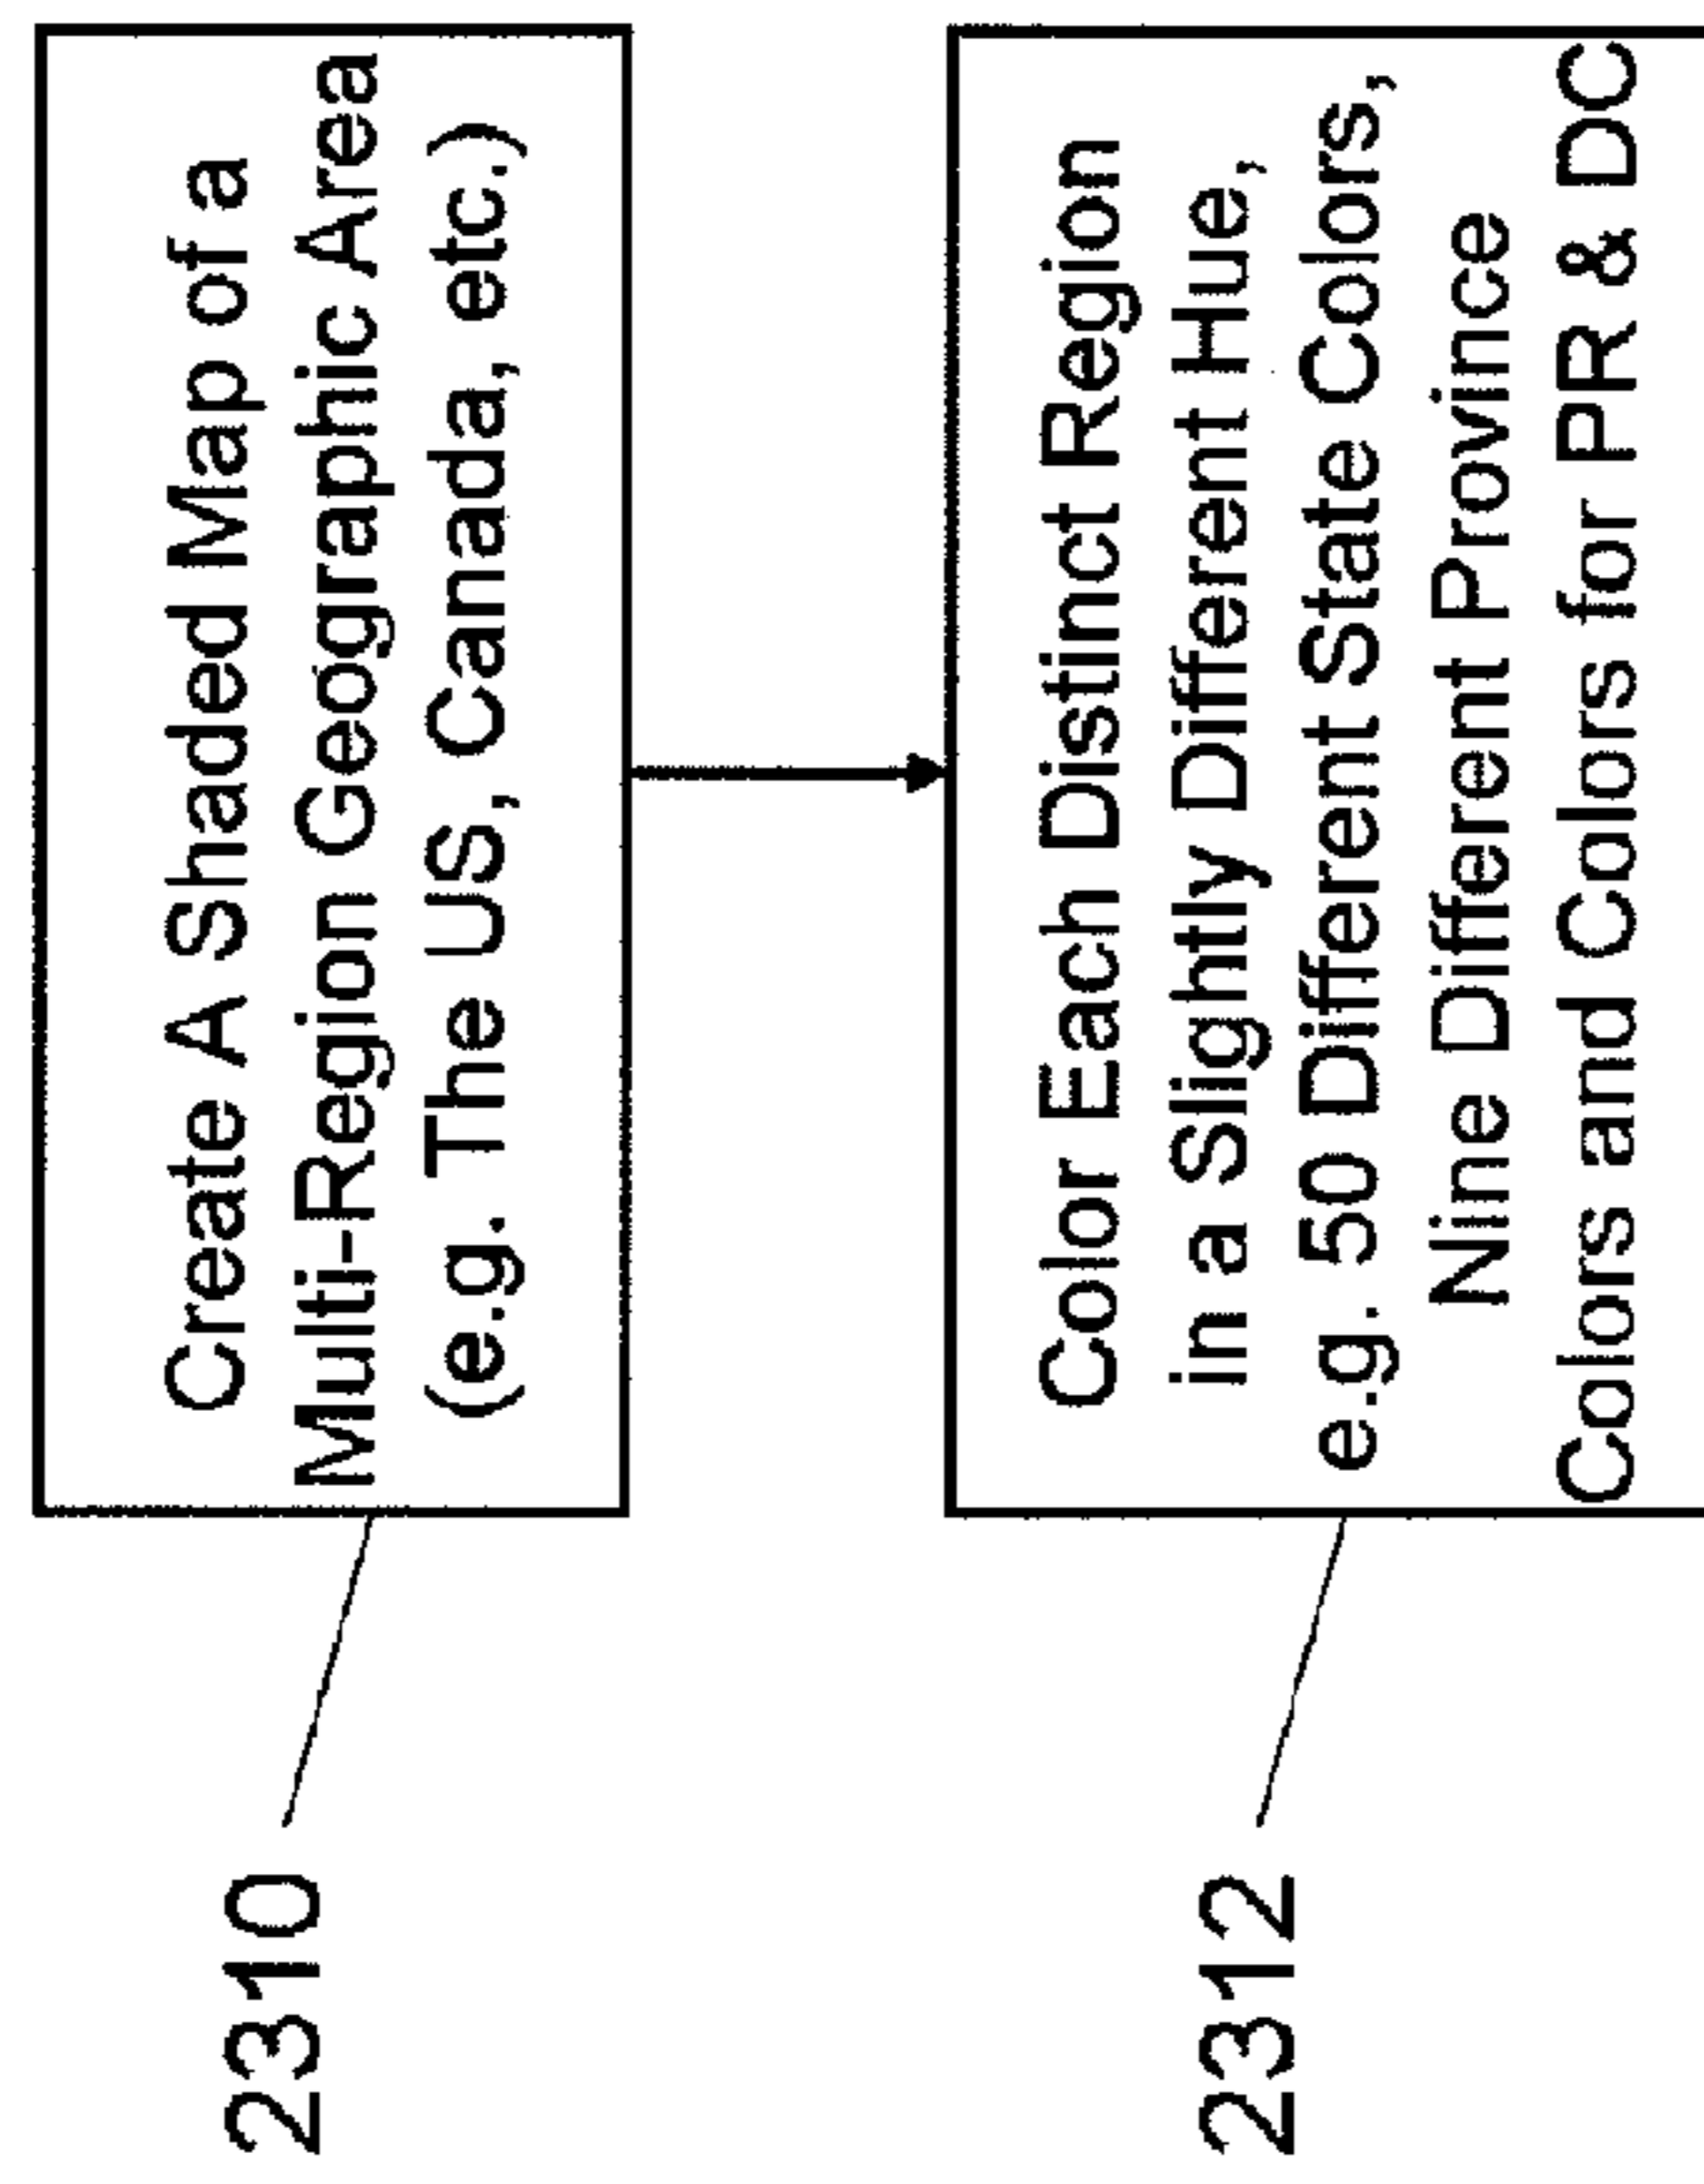 2310
Create A Shaded Map of a
Multi-Region Geographic Area
(e.g. The US, Canada, etc.)
2312
Color Each Distinct Region
in a Slightly Different Hue,
e.g. 50 Different State Colors,
Nine Different Province
Colors and Colors for PR & DC